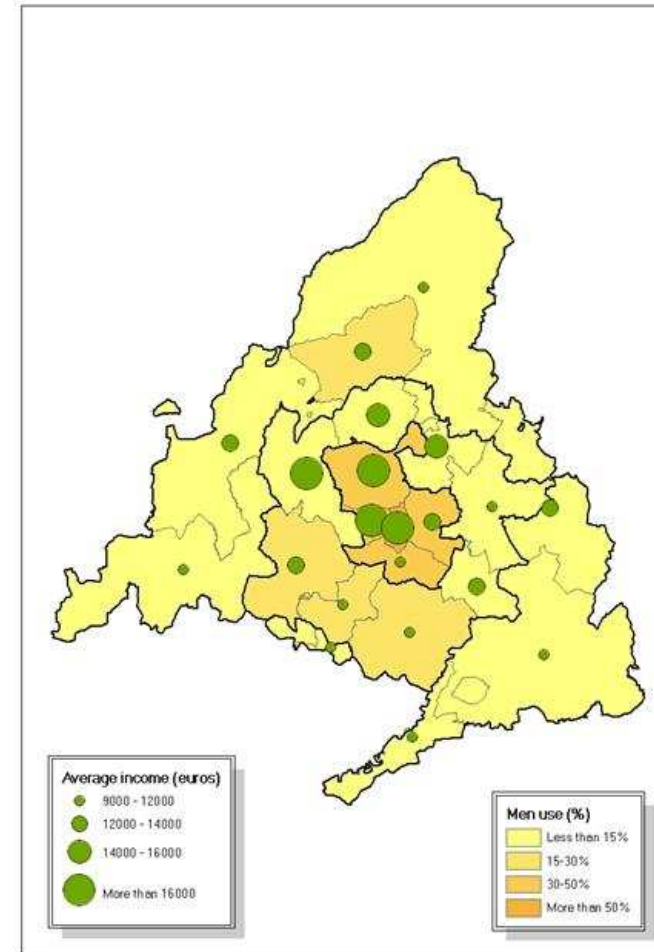 Average income (euros)
9000 - 12000
12000 - 14000
14000 - 16000
More than 16000
Men use (%)
Less than 15%
15-30%
30-50%
More than 50%